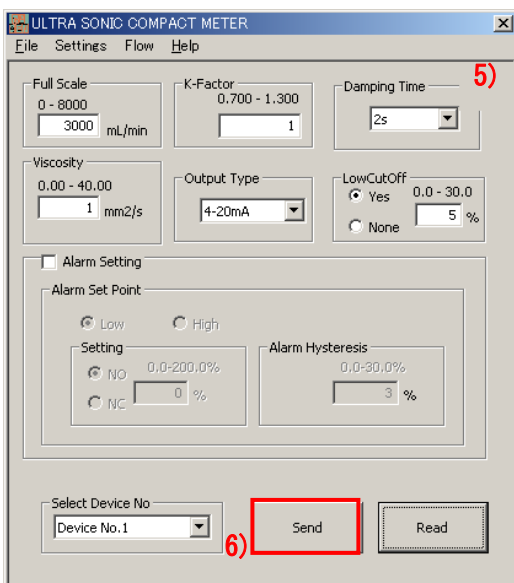 ULTRA SONIC COMPACT METER
File Settings Flow Help
5)
Full Scale
0 - 8000
3000 mL/min
K-Factor
0.700 - 1.300
1
Damping Time
2s
Viscosity
0.00 - 40.00
1 mm2/s
Output Type
4-20mA
LowCutOff
Yes 0.0 - 30.0
5 %
None
Alarm Setting
Alarm Set Point
Low High
Setting
NO 0.0-200.0%
0 %
NC
Alarm Hysteresis
0.0-30.0%
3 %
Select Device No
Device No.1
6)
Send
Read